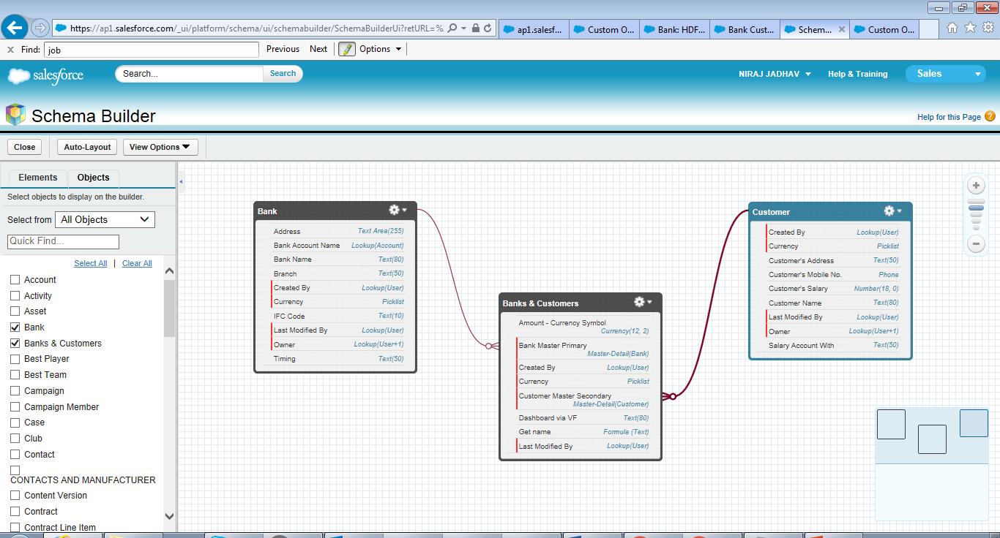 https://ap1.salesforce.com/_ui/platform/schema/ui/schemabuilder/SchemaBuilderUi?retURL=%
ap1.salesf...
Custom O...
Bank: HDF...
Bank Cust...
Schem...
Custom O...
x Find: job Previous Next Options
salesforce Search... Search NIRAJ JADHAV Help & Training Sales
Schema Builder Help for this Page ?
Close Auto-Layout View Options
Elements Objects
Select objects to display on the builder.
Select from All Objects
Quick Find...
Select All | Clear All
Account
Activity
Asset
Bank
Banks & Customers
Best Player
Best Team
Campaign
Campaign Member
Case
Club
Contact
CONTACTS AND MANUFACTURER
Content Version
Contract
Contract Line Item
Bank
Address Text Area(255)
Bank Account Name Lookup(Account)
Bank Name Text(80)
Branch Text(50)
Created By Lookup(User)
Currency Picklist
IFC Code Text(10)
Last Modified By Lookup(User)
Owner Lookup(User+1)
Timing Text(50)
Banks & Customers
Amount - Currency Symbol
Currency(12, 2)
Bank Master Primary
Master-Detail(Bank)
Created By Lookup(User)
Currency Picklist
Customer Master Secondary
Master-Detail(Customer)
Dashboard via VF Text(80)
Get name Formula (Text)
Last Modified By Lookup(User)
Customer
Created By Lookup(User)
Currency Picklist
Customer's Address Text(50)
Customer's Mobile No. Phone
Customer's Salary Number(18, 0)
Customer Name Text(80)
Last Modified By Lookup(User)
Owner Lookup(User+1)
Salary Account With Text(50)